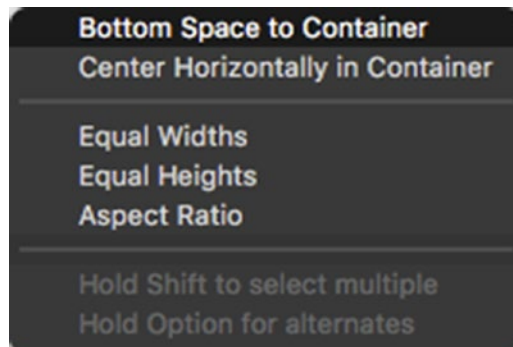 Bottom Space to Container
Center Horizontally in Container
Equal Widths
Equal Heights
Aspect Ratio
Hold Shift to select multiple
Hold Option for alternates